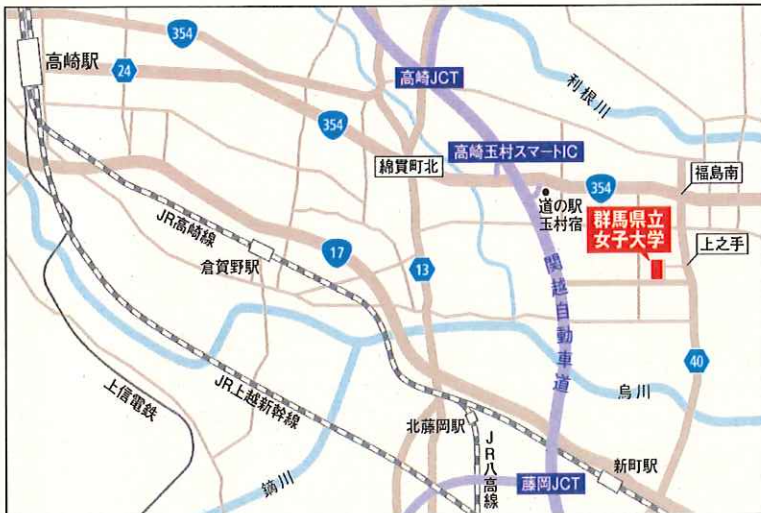 354
高崎駅
24
高崎JCT
利根川
354
高崎玉村スマートIC
綿貫町北
354
福島南
道の駅
玉村宿
群馬県立
女子大学
上之手
JR高崎線
倉賀野駅
17
13
関越自動車道
40
烏川
上信電鉄
JR上越新幹線
北藤岡駅
JR八高線
新町駅
鏑川
藤岡JCT